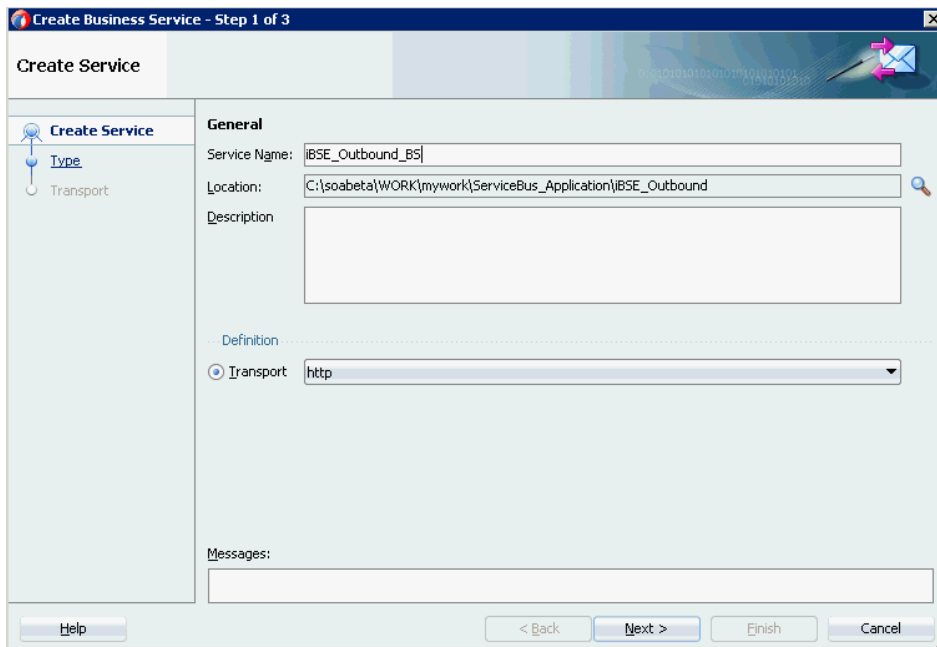 Create Business Service - Step 1 of 3
Create Service
Create Service
Type
Transport
General
Service Name: iBSE_Outbound_BS
Location: C:\soabeta\WORK\mywork\ServiceBus_Application\iBSE_Outbound
Description
Definition
Transport http
Messages:
Help < Back Next > Finish Cancel